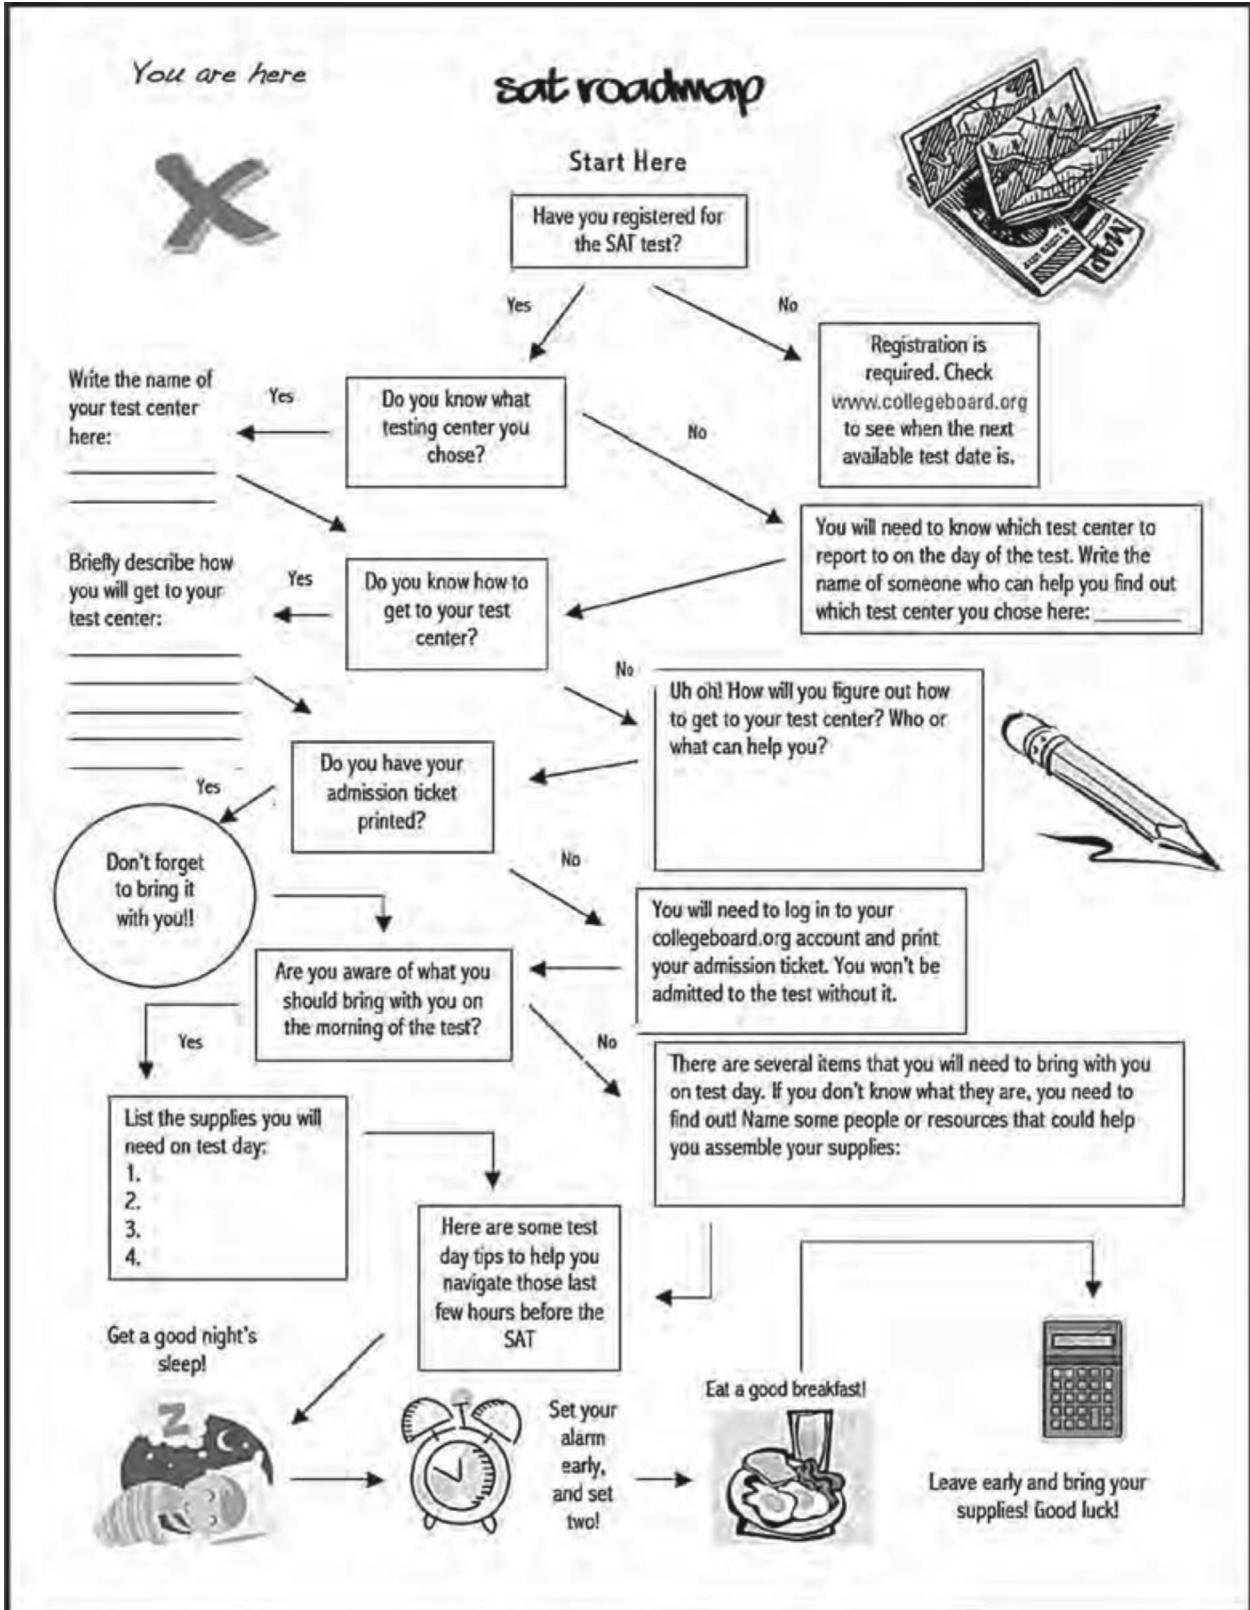 You are here
sat roadmap
Start Here
Have you registered for
the SAT test?
Yes
No
Registration is
required. Check
www.collegeboard.org
to see when the next
available test date is.
Write the name of
your test center
here:
Yes
Do you know what
testing center you
chose?
No
You will need to know which test center to
report to on the day of the test. Write the
name of someone who can help you find out
which test center you chose here:
Briefly describe how
you will get to your
test center:
Yes
Do you know how to
get to your test
center?
No
Uh oh! How will you figure out how
to get to your test center? Who or
what can help you?
Do you have your
admission ticket
printed?
Yes
No
Don't forget
to bring it
with you!!
You will need to log in to your
collegeboard.org account and print
your admission ticket. You won't be
admitted to the test without it.
Are you aware of what you
should bring with you on
the morning of the test?
Yes
No
There are several items that you will need to bring with you
on test day. If you don't know what they are, you need to
find out! Name some people or resources that could help
you assemble your supplies:
List the supplies you will
need on test day:
1.
2.
3.
4.
Here are some test
day tips to help you
navigate those last
few hours before the
SAT
Get a good night's
sleep!
Z
Set your
alarm
early,
and set
two!
Eat a good breakfast!
Leave early and bring your
supplies! Good luck!
MAP